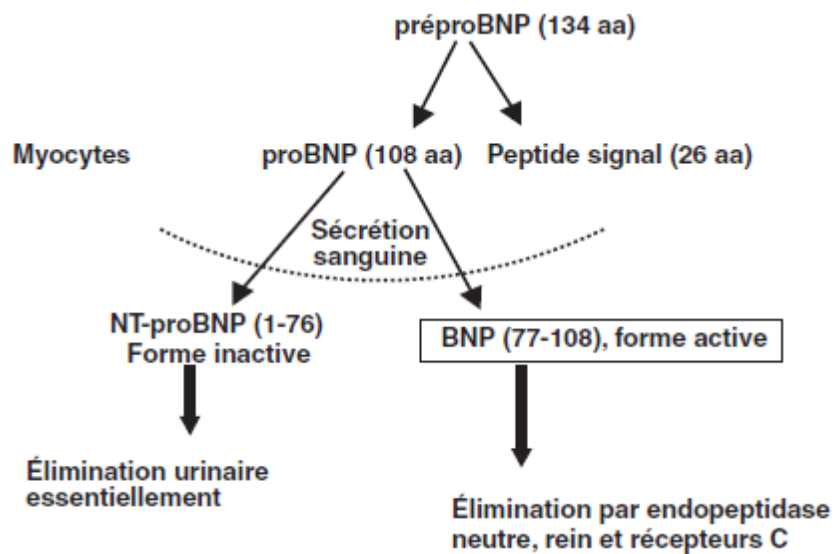 préproBNP (134 aa)
Myocytes
proBNP (108 aa)
Peptide signal (26 aa)
Sécrétion
sanguine
NT-proBNP (1-76)
Forme inactive
BNP (77-108), forme active
Élimination urinaire
essentiellement
Élimination par endopeptidase
neutre, rein et récepteurs C